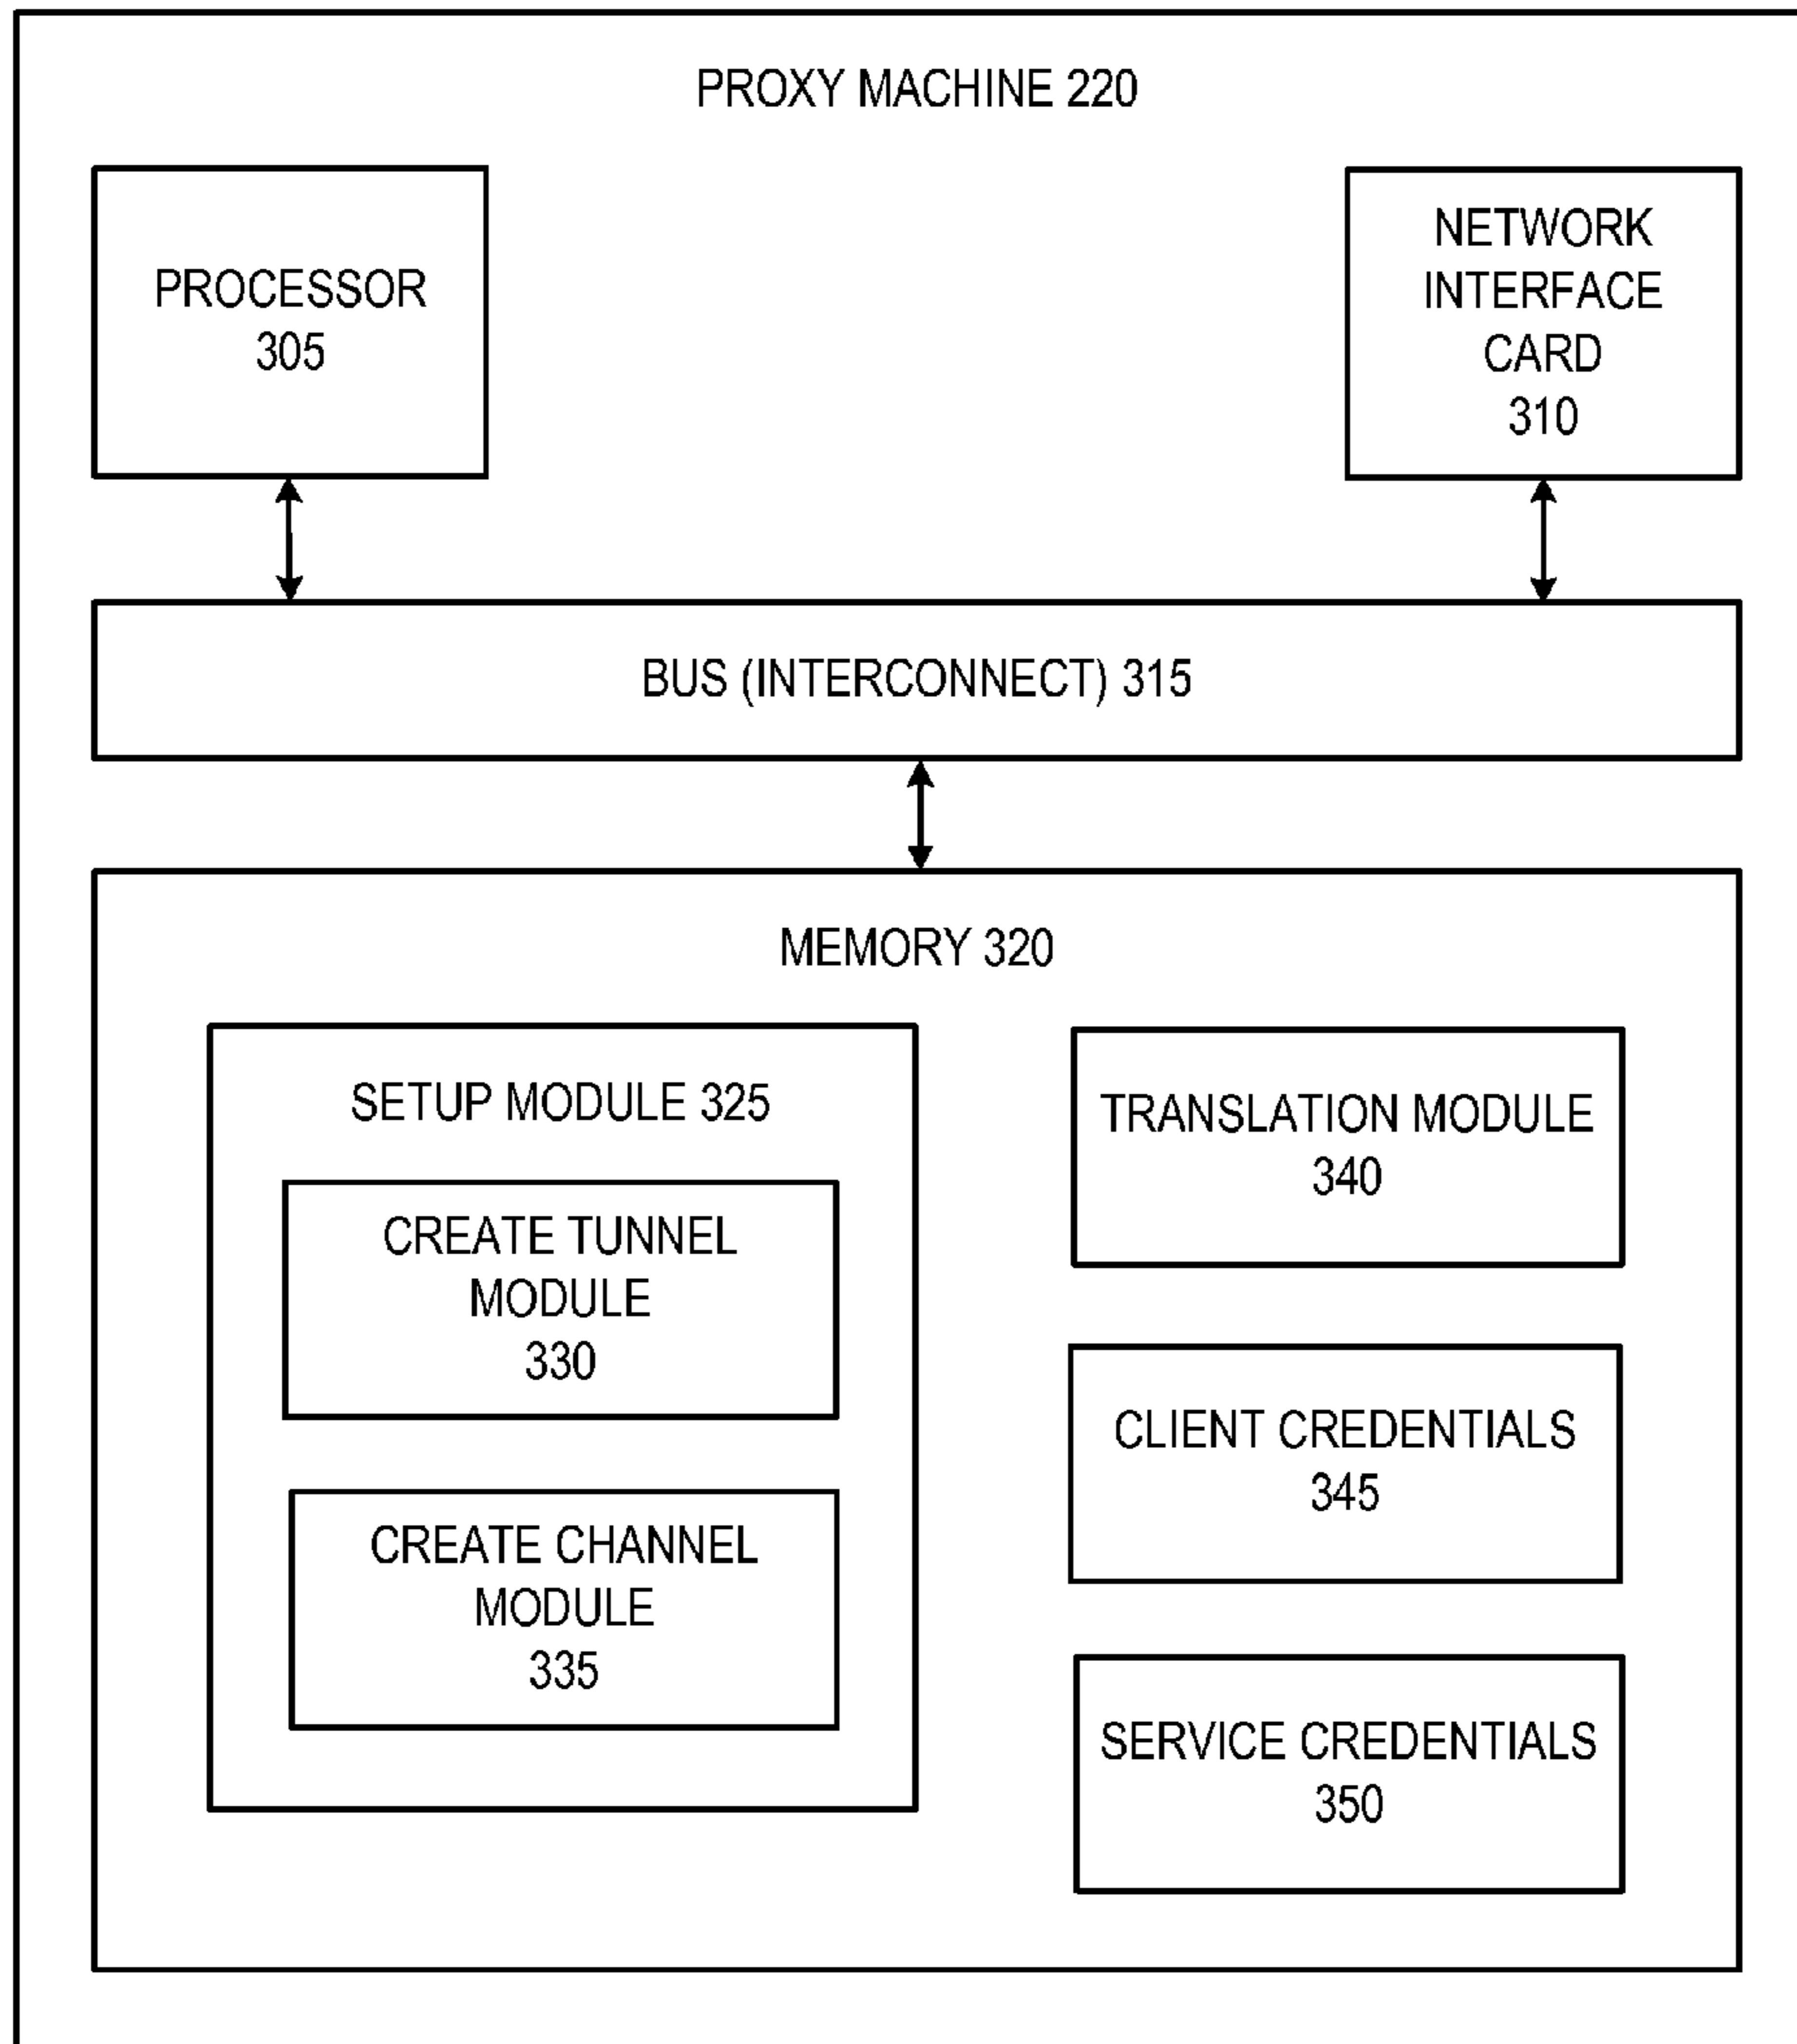 PROXY MACHINE 220
PROCESSOR
305
NETWORK
INTERFACE
CARD
310
BUS (INTERCONNECT) 315
MEMORY 320
SETUP MODULE 325
CREATE TUNNEL
MODULE
330
CREATE CHANNEL
MODULE
335
TRANSLATION MODULE
340
CLIENT CREDENTIALS
345
SERVICE CREDENTIALS
350